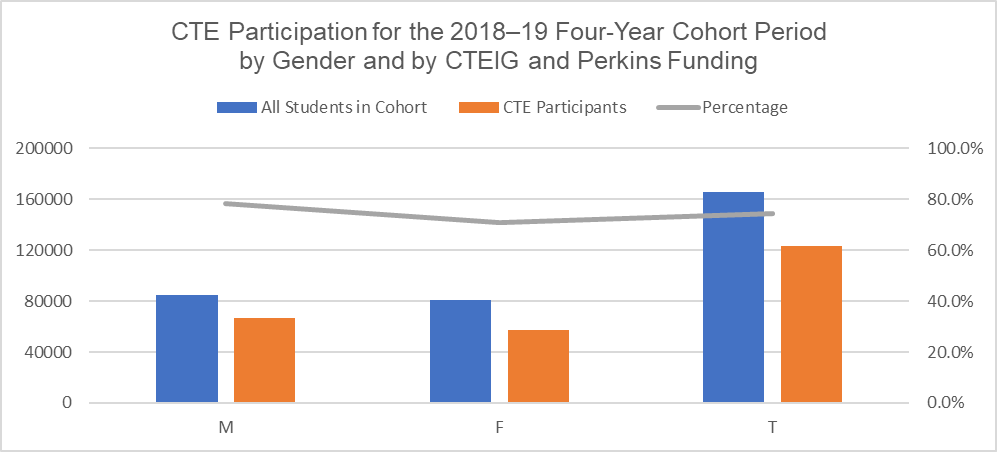 CTE Participation for the 2018–19 Four-Year Cohort Period
by Gender and by CTEIG and Perkins Funding
All Students in Cohort CTE Participants Percentage
200000 100.0%
160000 80.0%
120000 60.0%
80000 40.0%
40000 20.0%
0 0.0%
M F T